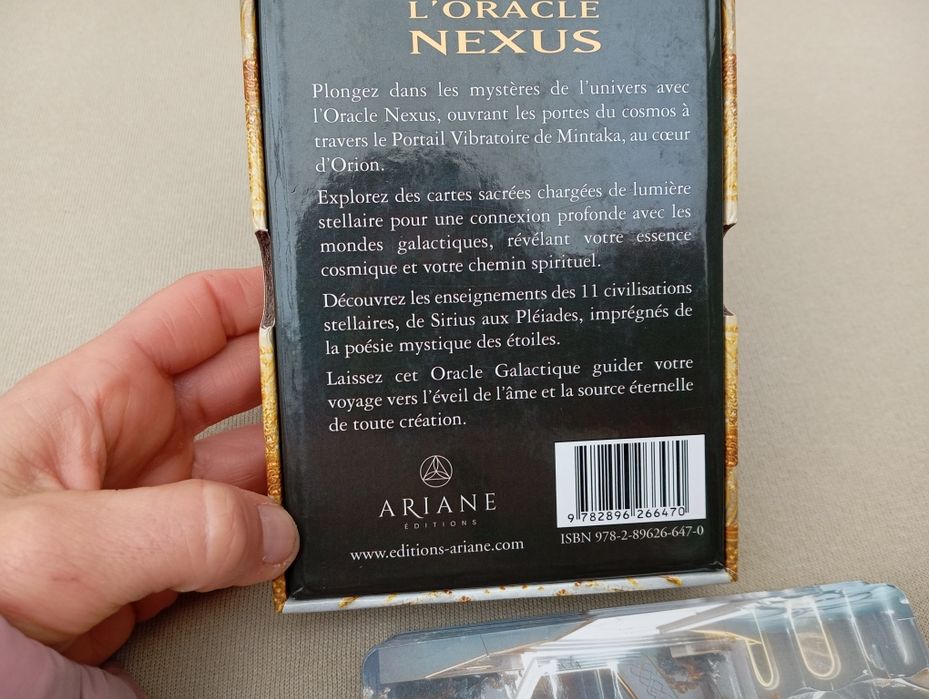 L'ORACLE
NEXUS
Plongez dans les mystères de l'univers avec
l'Oracle Nexus, ouvrant les portes du cosmos à
travers le Portail Vibratoire de Mintaka, au cœur
d'Orion.
Explorez des cartes sacrées chargées de lumière
stellaire pour une connexion profonde avec les
mondes galactiques, révélant votre essence
cosmique et votre chemin spirituel.
Découvrez les enseignements des 11 civilisations
stellaires, de Sirius aux Pléiades, imprégnés de
la poésie mystique des étoiles.
Laissez cet Oracle Galactique guider votre
voyage vers l'éveil de l'âme et la source éternelle
de toute création.
ARIANE
ÉDITIONS
www.editions-ariane.com
9 782896 266470
ISBN 978-2-89626-647-0